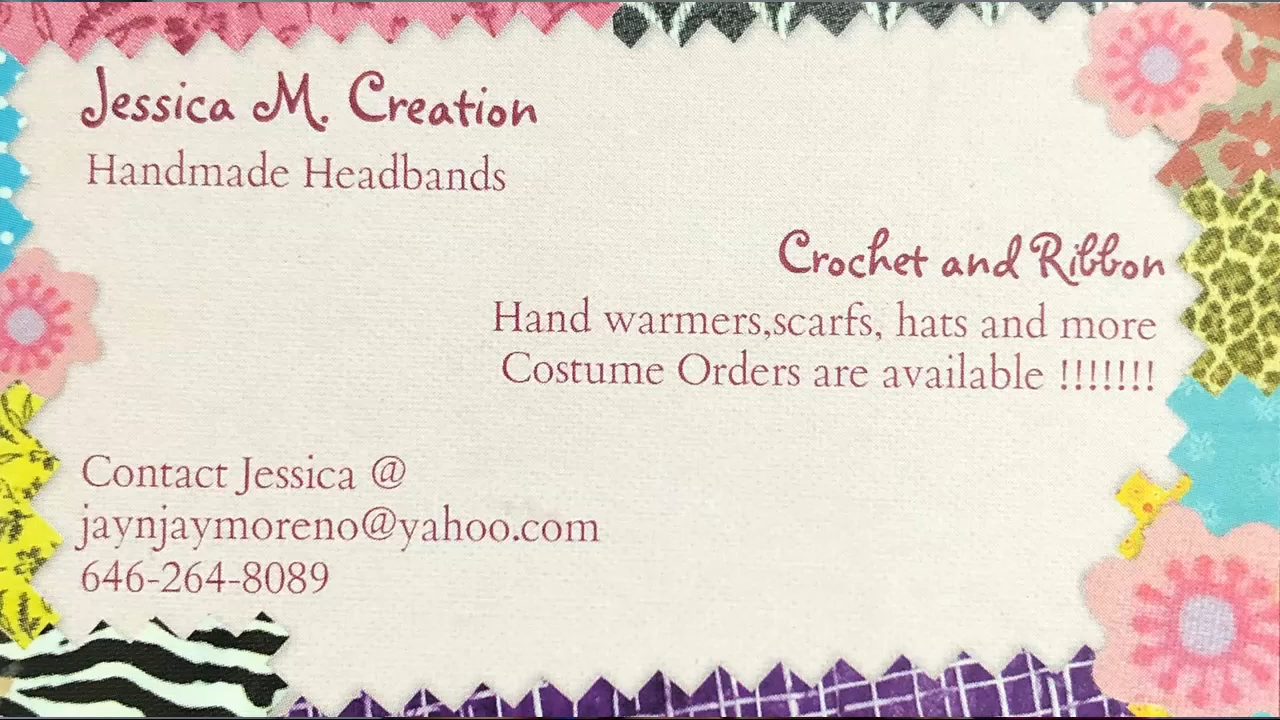 Jessica M. Creation
Handmade Headbands
Crochet and Ribbon
Hand warmers,scarfs, hats and more
Costume Orders are available !!!!!!!
Contact Jessica @
jaynjaymoreno@yahoo.com
646-264-8089